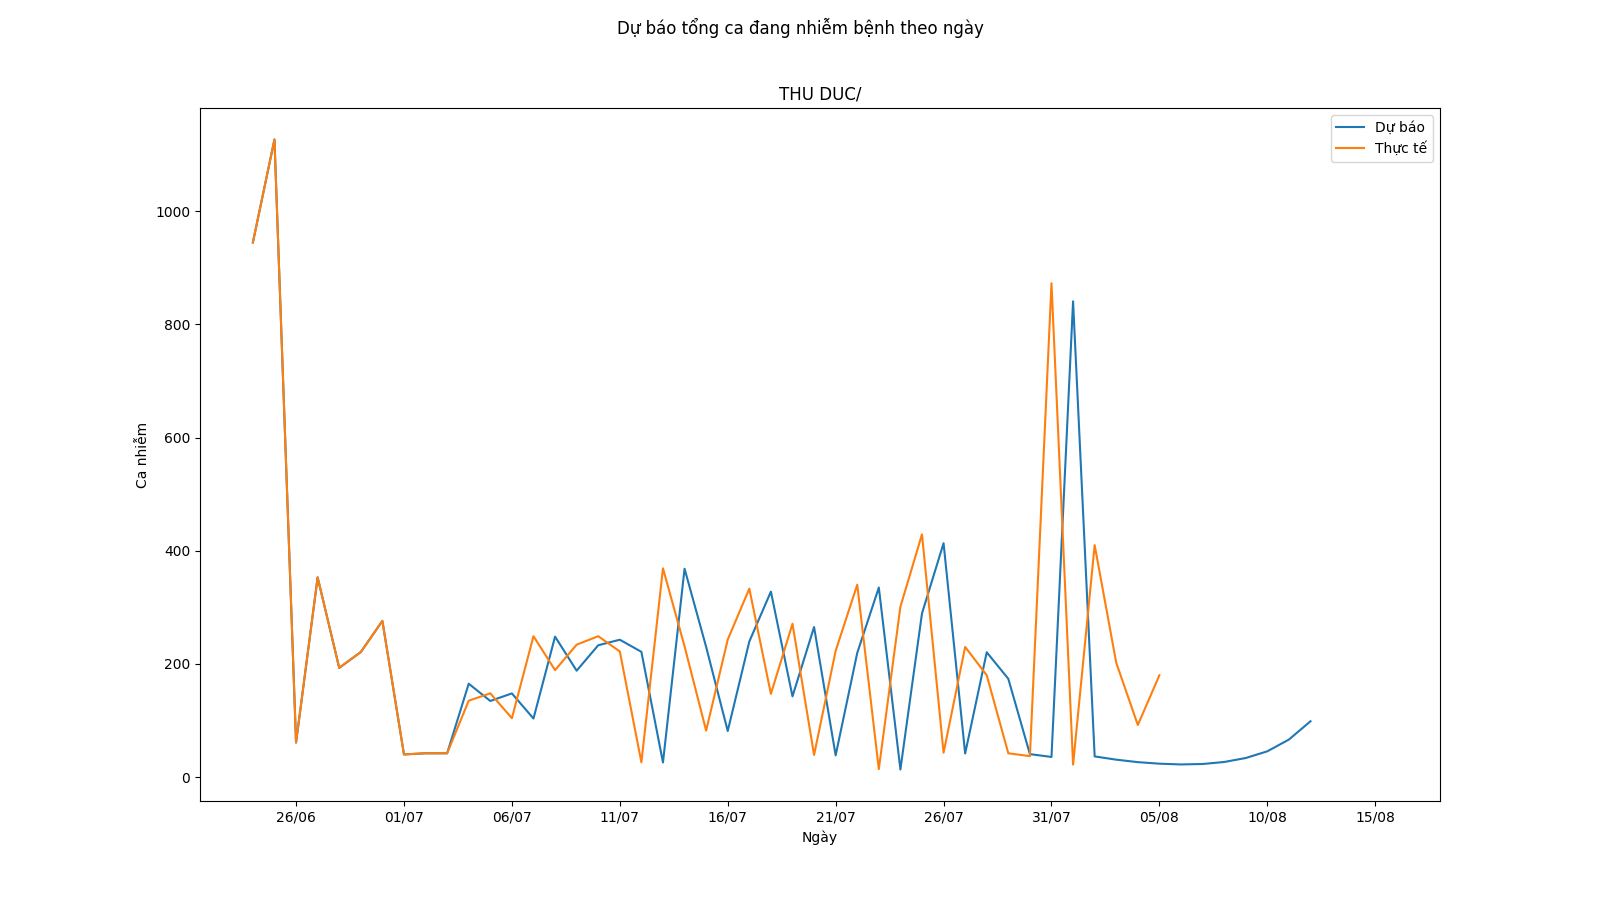 Dự báo tổng ca đang nhiễm bệnh theo ngày
THU DUC/
Dự báo
Thực tế
1000
800
600
400
200
0
Ca nhiễm
26/06 01/07 06/07 11/07 16/07 21/07 26/07 31/07 05/08 10/08 15/08
Ngày